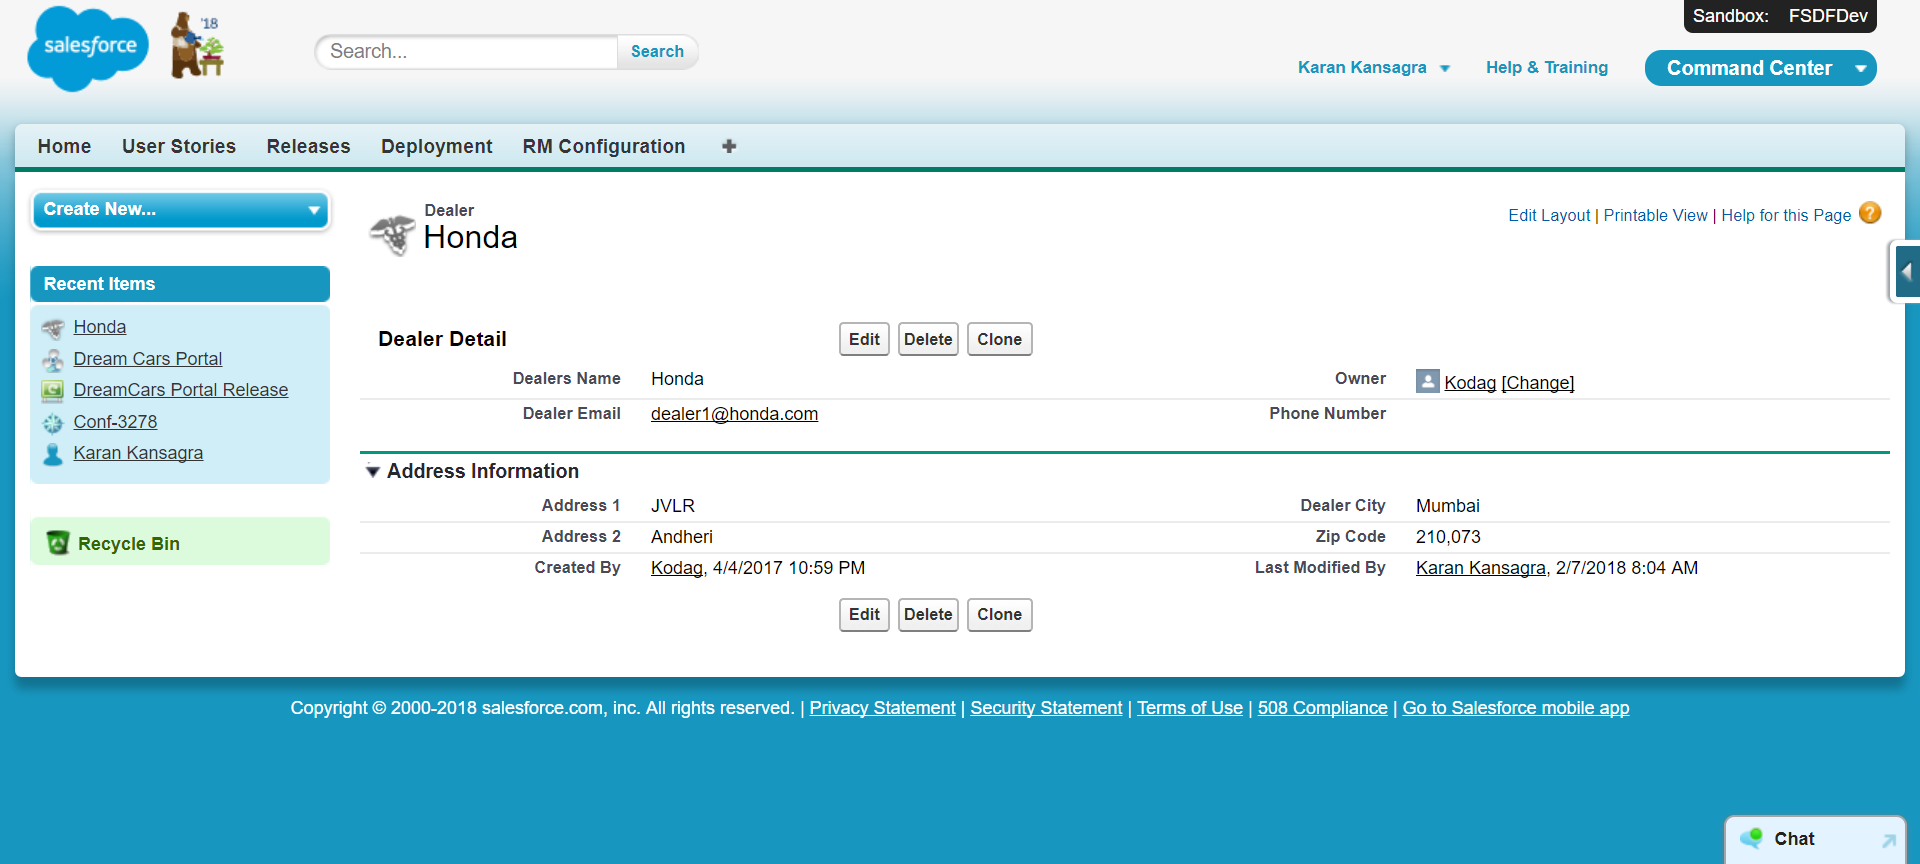 Sandbox: FSDFDev
salesforce
'18
Search...
Search
Karan Kansagra
Help & Training
Command Center
Home
User Stories
Releases
Deployment
RM Configuration
+
Create New...
Recent Items
Honda
Dream Cars Portal
DreamCars Portal Release
Conf-3278
Karan Kansagra
Recycle Bin
Dealer
Honda
Edit Layout | Printable View | Help for this Page ?
Dealer Detail
Edit Delete Clone
Dealers Name Honda Owner Kodag [Change]
Dealer Email dealer1@honda.com Phone Number
Address Information
Address 1 JVLR Dealer City Mumbai
Address 2 Andheri Zip Code 210,073
Created By Kodag, 4/4/2017 10:59 PM Last Modified By Karan Kansagra, 2/7/2018 8:04 AM
Edit Delete Clone
Copyright © 2000-2018 salesforce.com, inc. All rights reserved. | Privacy Statement | Security Statement | Terms of Use | 508 Compliance | Go to Salesforce mobile app
Chat